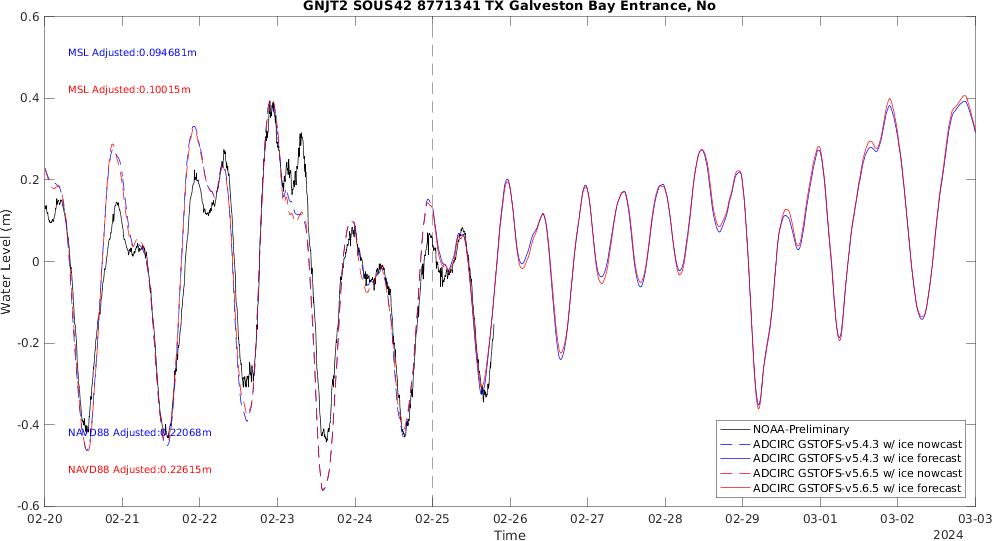 GNJT2 SOUS42 8771341 TX Galveston Bay Entrance, No
0.6
0.4
0.2
0
-0.2
-0.4
-0.6
Water Level (m)
MSL Adjusted:0.094681m
MSL Adjusted:0.10015m
NAVD88 Adjusted:0.22068m
NAVD88 Adjusted:0.22615m
NOAA-Preliminary
ADCIRC GSTOFS-v5.4.3 w/ ice nowcast
ADCIRC GSTOFS-v5.4.3 w/ ice forecast
ADCIRC GSTOFS-v5.6.5 w/ ice nowcast
ADCIRC GSTOFS-v5.6.5 w/ ice forecast
02-20 02-21 02-22 02-23 02-24 02-25 02-26 02-27 02-28 02-29 03-01 03-02 03-03
Time
2024